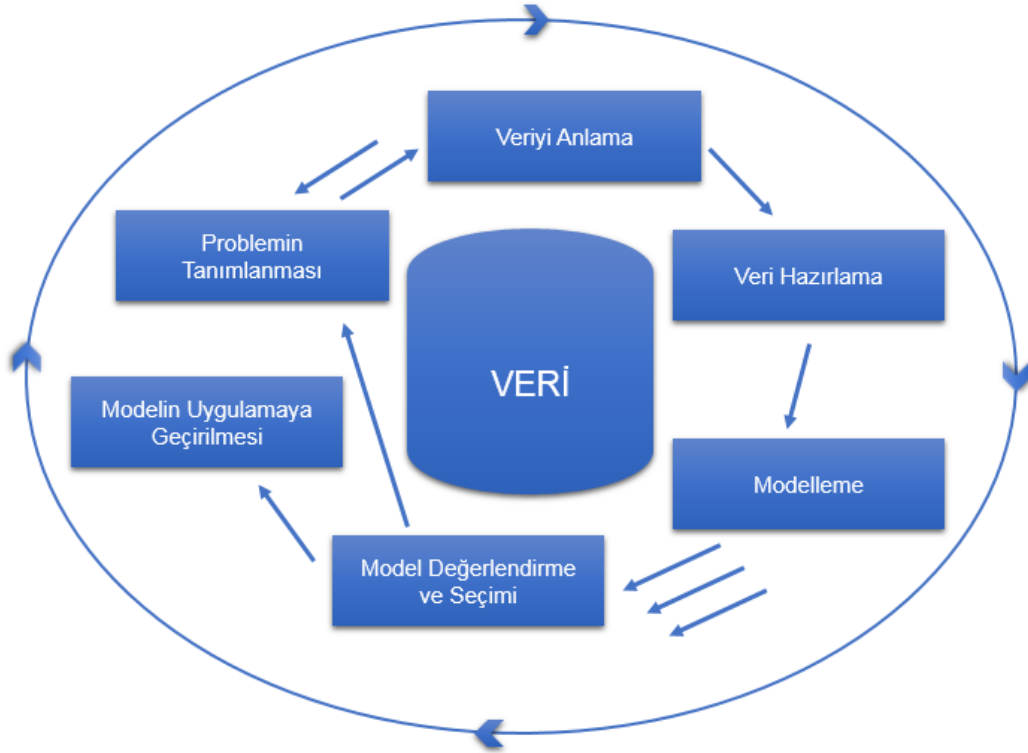 Veriyi Anlama
Problemin
Tanımlanması
Veri Hazırlama
VERİ
Modelin Uygulamaya
Geçirilmesi
Modelleme
Model Değerlendirme
ve Seçimi